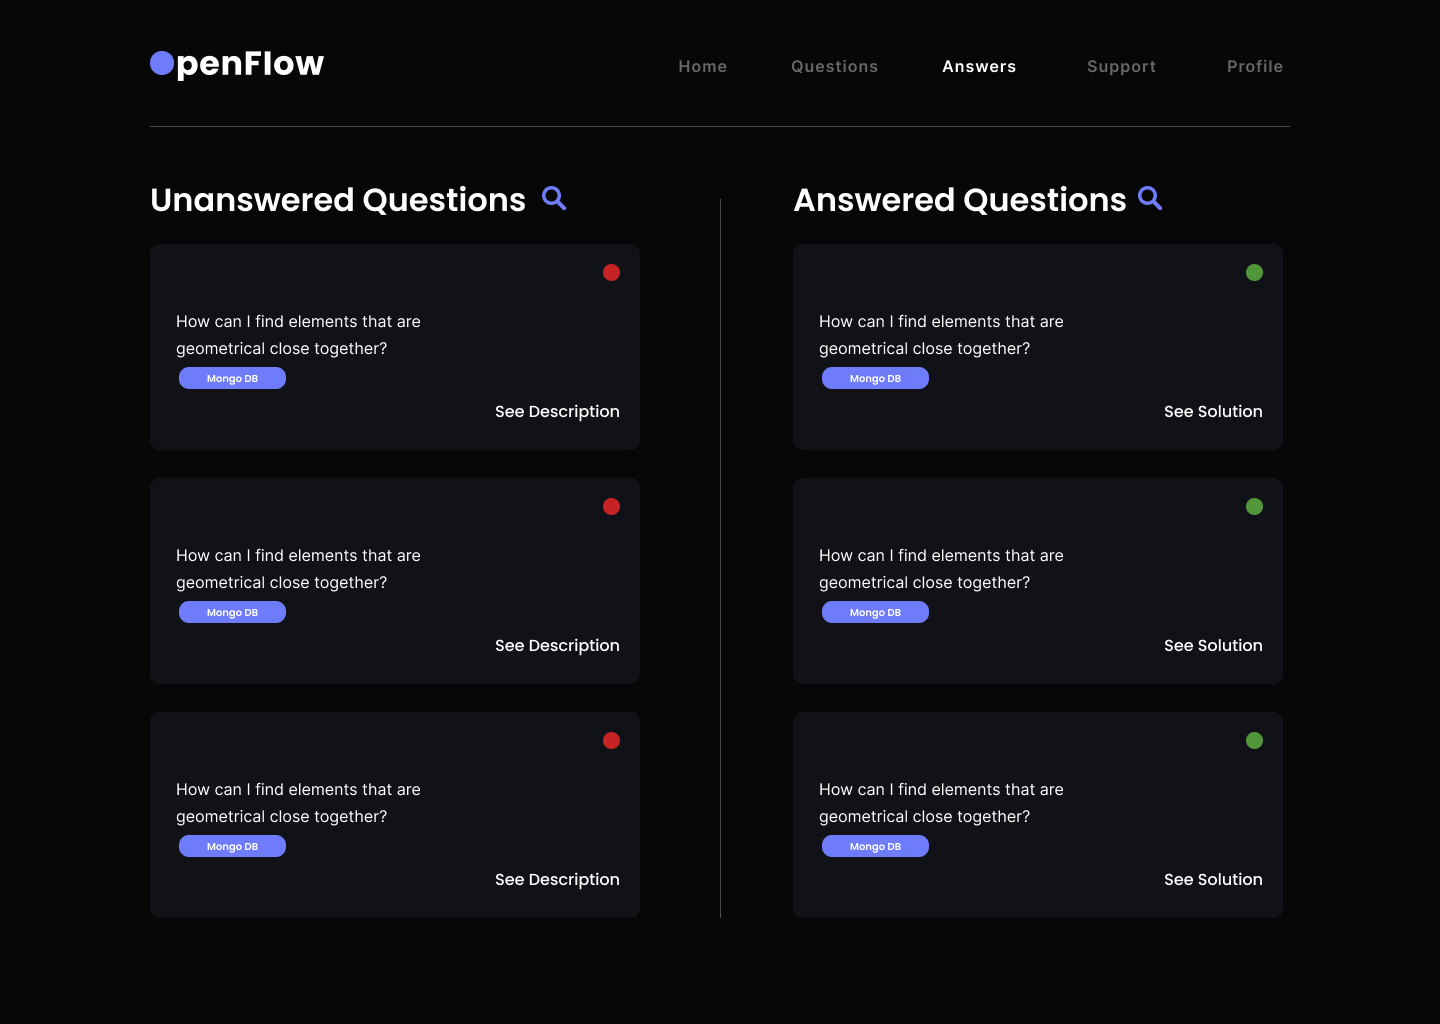 penFlow
Home Questions Answers Support Profile
Unanswered Questions
How can I find elements that are
geometrical close together?
Mongo DB
See Description
How can I find elements that are
geometrical close together?
Mongo DB
See Description
How can I find elements that are
geometrical close together?
Mongo DB
See Description
Answered Questions
How can I find elements that are
geometrical close together?
Mongo DB
See Solution
How can I find elements that are
geometrical close together?
Mongo DB
See Solution
How can I find elements that are
geometrical close together?
Mongo DB
See Solution